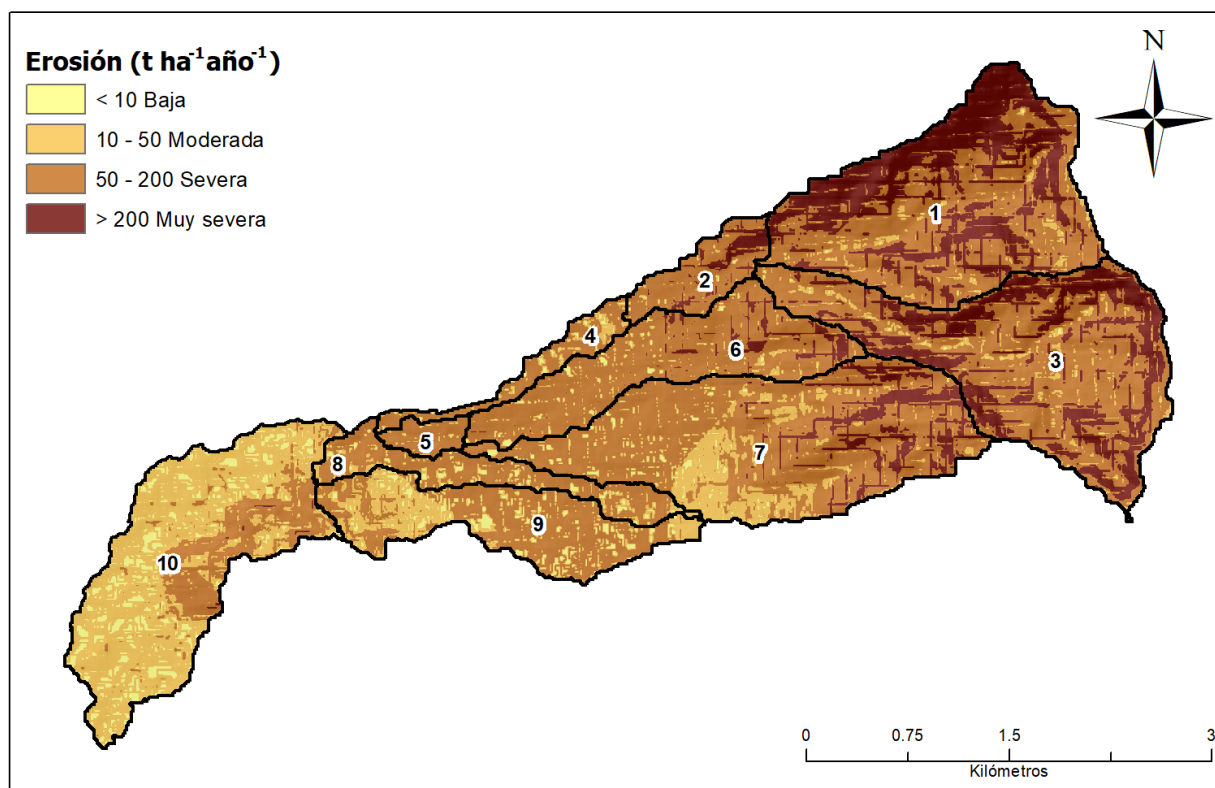 Erosión (t ha⁻¹año⁻¹)
< 10 Baja
10 - 50 Moderada
50 - 200 Severa
> 200 Muy severa
N
1
2
3
4
6
5
7
8
9
10
0 0.75 1.5 3
Kilómetros